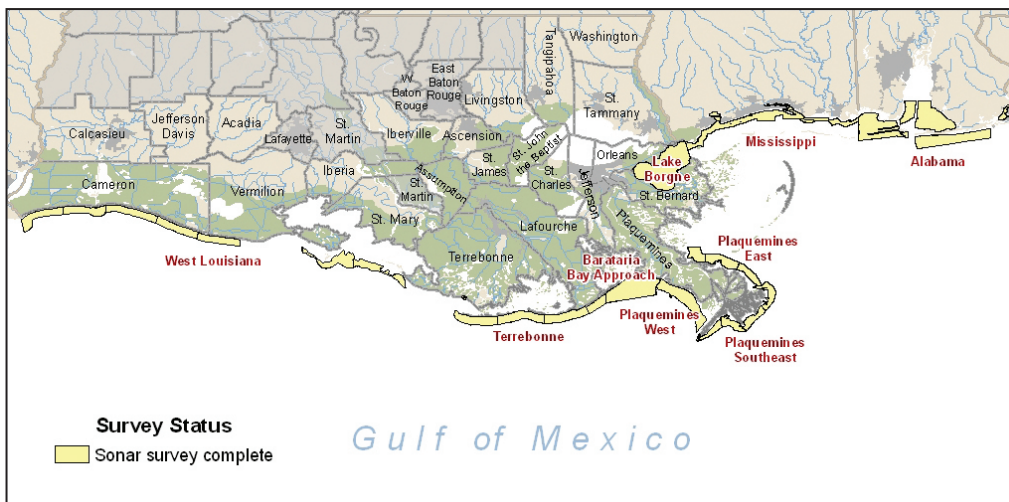 Washington
Tangipahoa
W
Baton
Rouge
East
Baton
Rouge
Livingston
St.
Tammany
Calcasieu
Jefferson
Davis
Acadia
Lafayette
St.
Martin
Iberville
Ascension
St. John
the Baptist
Orleans
Mississippi
Alabama
Lake
Borgne
Cameron
Vermilion
Iberia
St.
Martin
Assumption
St.
James
St.
Charles
Jefferson
St. Bernard
St. Mary
Lafourche
Plaquemines
Terrebonne
Barataria
Bay Approach
Plaquemines
East
West Louisiana
Plaquemines
West
Terrebonne
Plaquemines
Southeast
Survey Status
Sonar survey complete
Gulf of Mexico